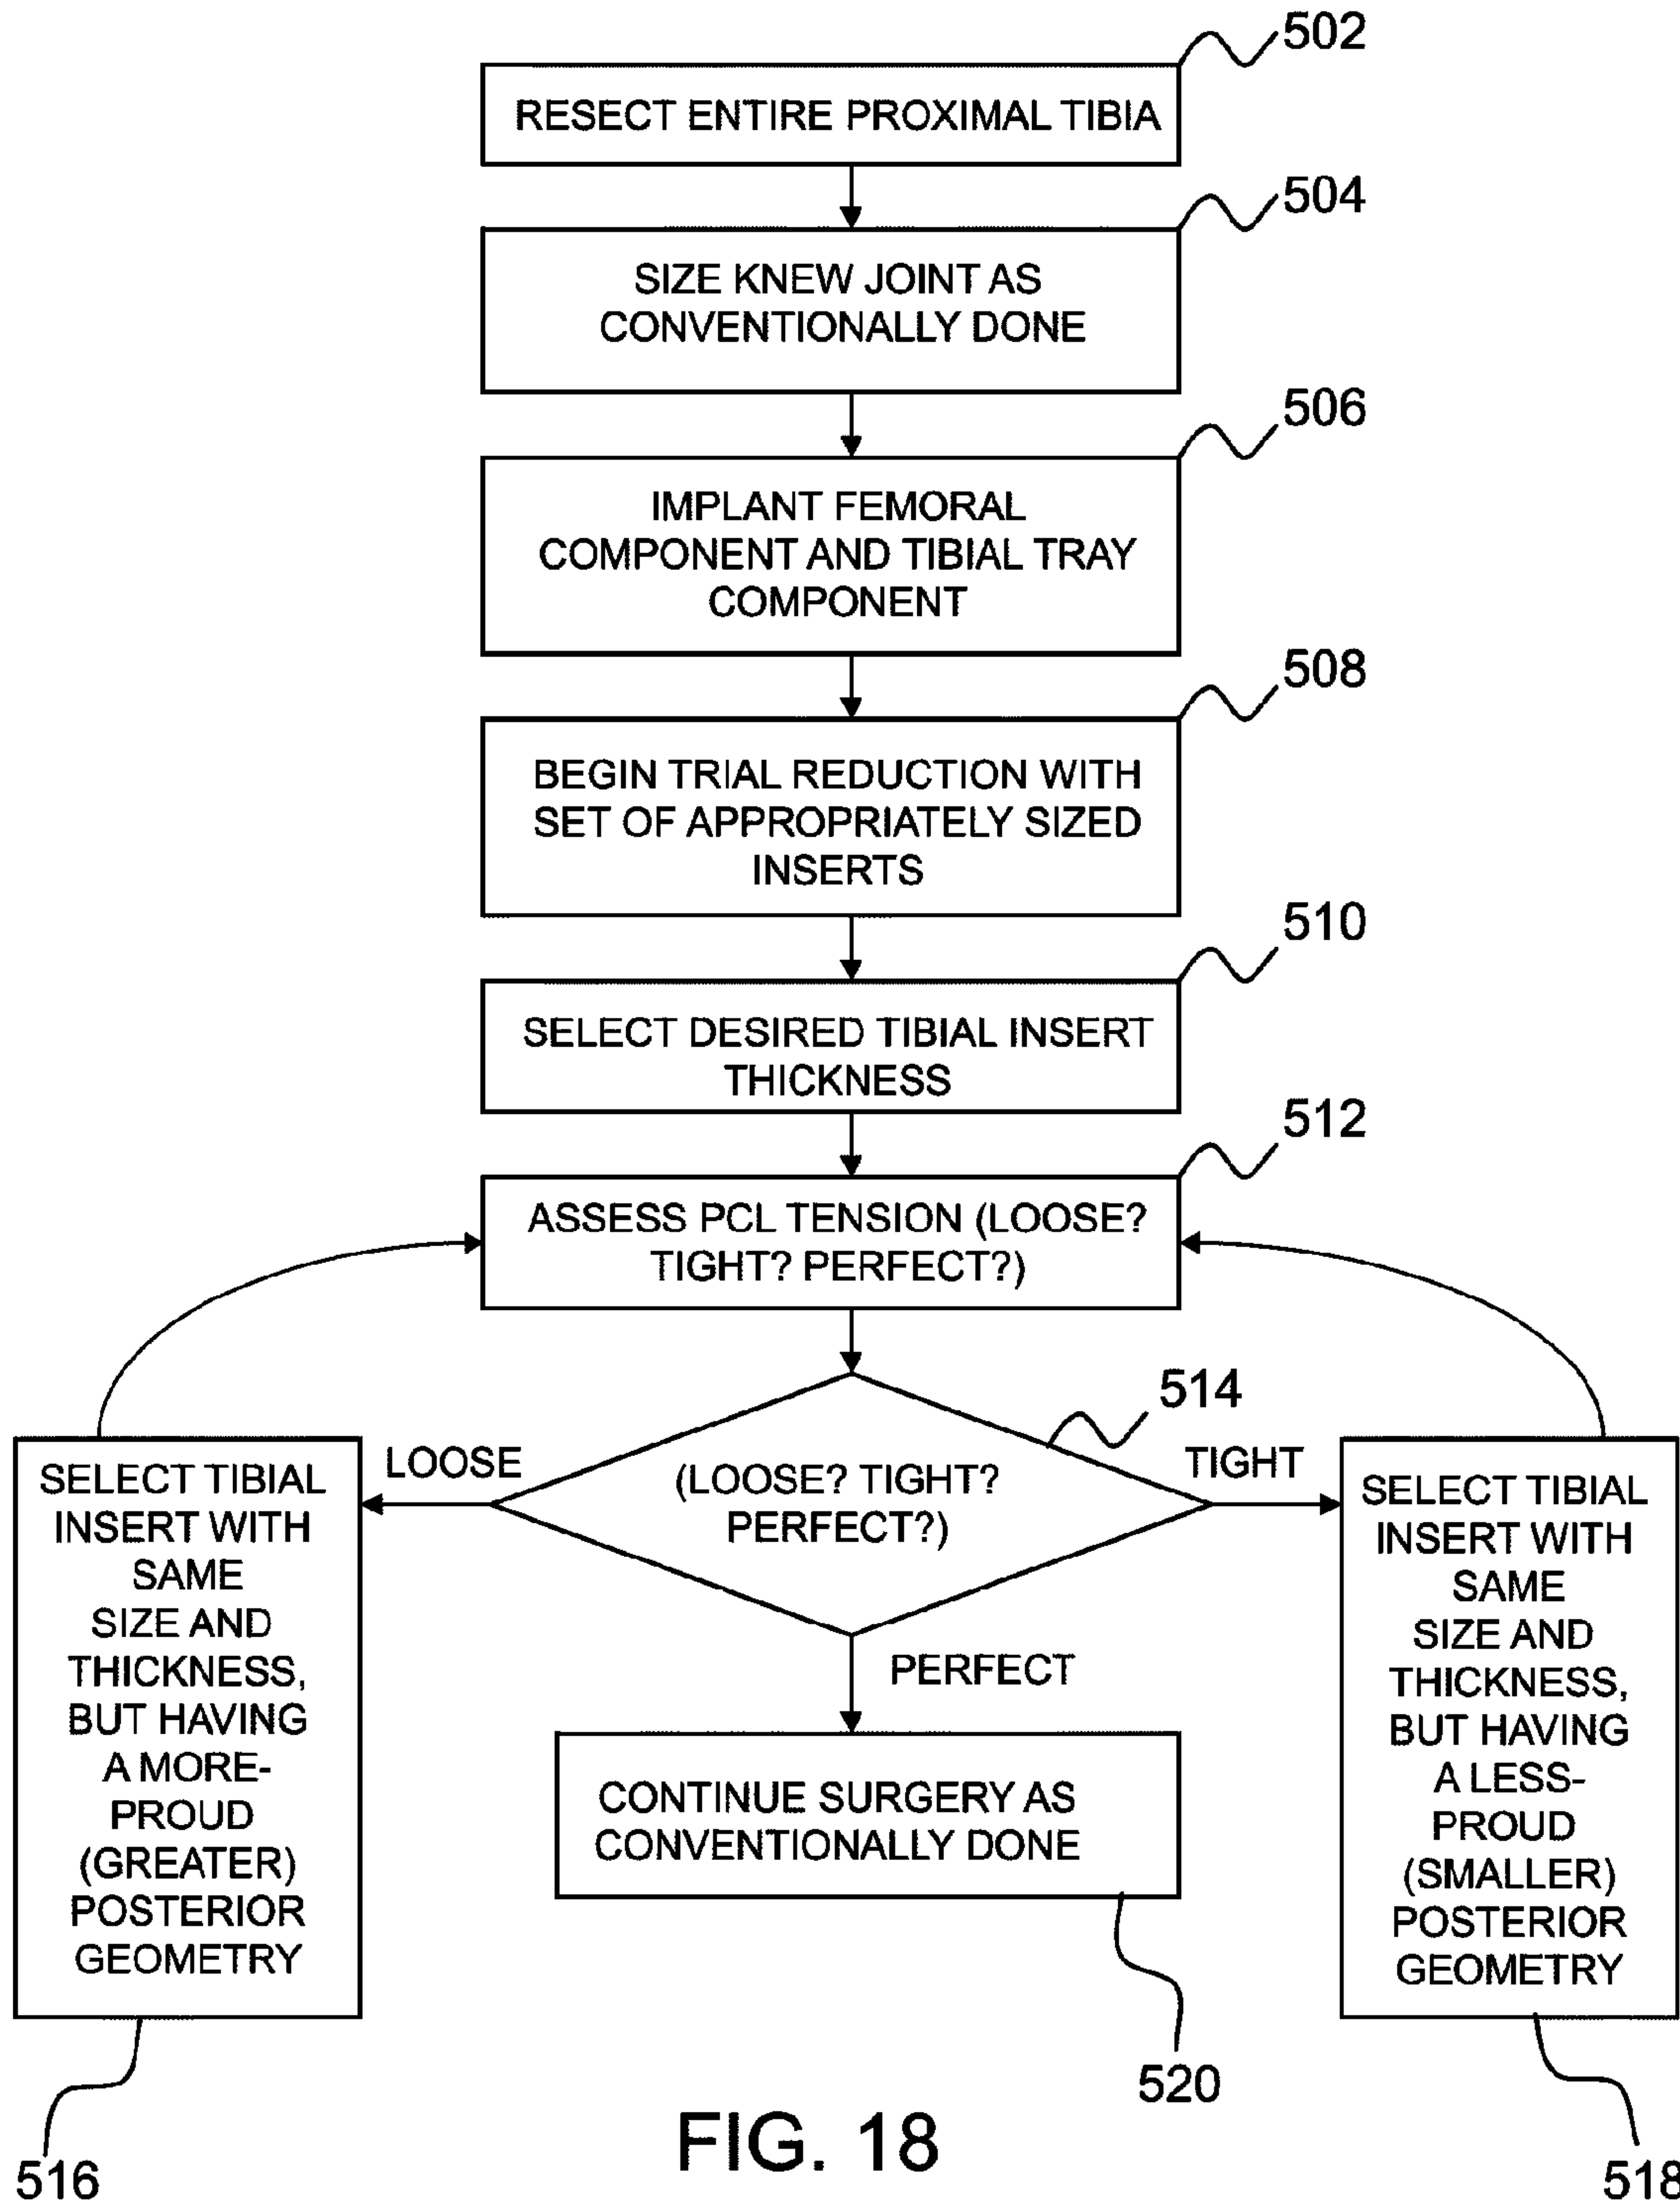 502
RESECT ENTIRE PROXIMAL TIBIA
504
SIZE KNEW JOINT AS
CONVENTIONALLY DONE
506
IMPLANT FEMORAL
COMPONENT AND TIBIAL TRAY
COMPONENT
508
BEGIN TRIAL REDUCTION WITH
SET OF APPROPRIATELY SIZED
INSERTS
510
SELECT DESIRED TIBIAL INSERT
THICKNESS
512
ASSESS PCL TENSION (LOOSE?
TIGHT? PERFECT?)
514
(LOOSE? TIGHT?
PERFECT?)
LOOSE
SELECT TIBIAL
INSERT WITH
SAME
SIZE AND
THICKNESS,
BUT HAVING
A MORE-
PROUD
(GREATER)
POSTERIOR
GEOMETRY
516
TIGHT
SELECT TIBIAL
INSERT WITH
SAME
SIZE AND
THICKNESS,
BUT HAVING
A LESS-
PROUD
(SMALLER)
POSTERIOR
GEOMETRY
518
PERFECT
CONTINUE SURGERY AS
CONVENTIONALLY DONE
520
FIG. 18